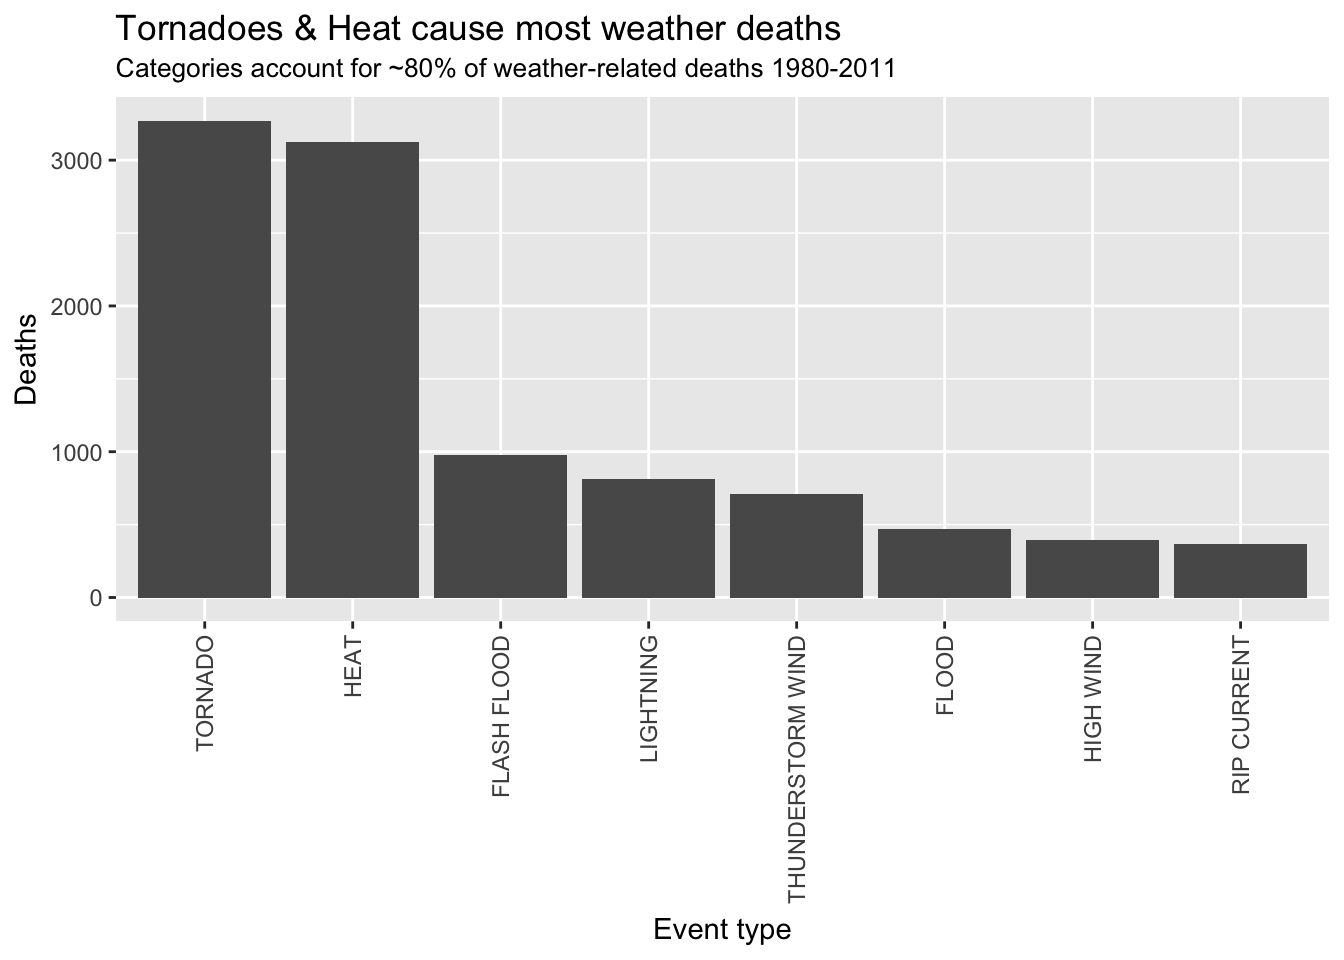 Tornadoes & Heat cause most weather deaths
Categories account for ~80% of weather-related deaths 1980-2011
Deaths
3000
2000
1000
0
TORNADO
HEAT
FLASH FLOOD
LIGHTNING
THUNDERSTORM WIND
FLOOD
HIGH WIND
RIP CURRENT
Event type